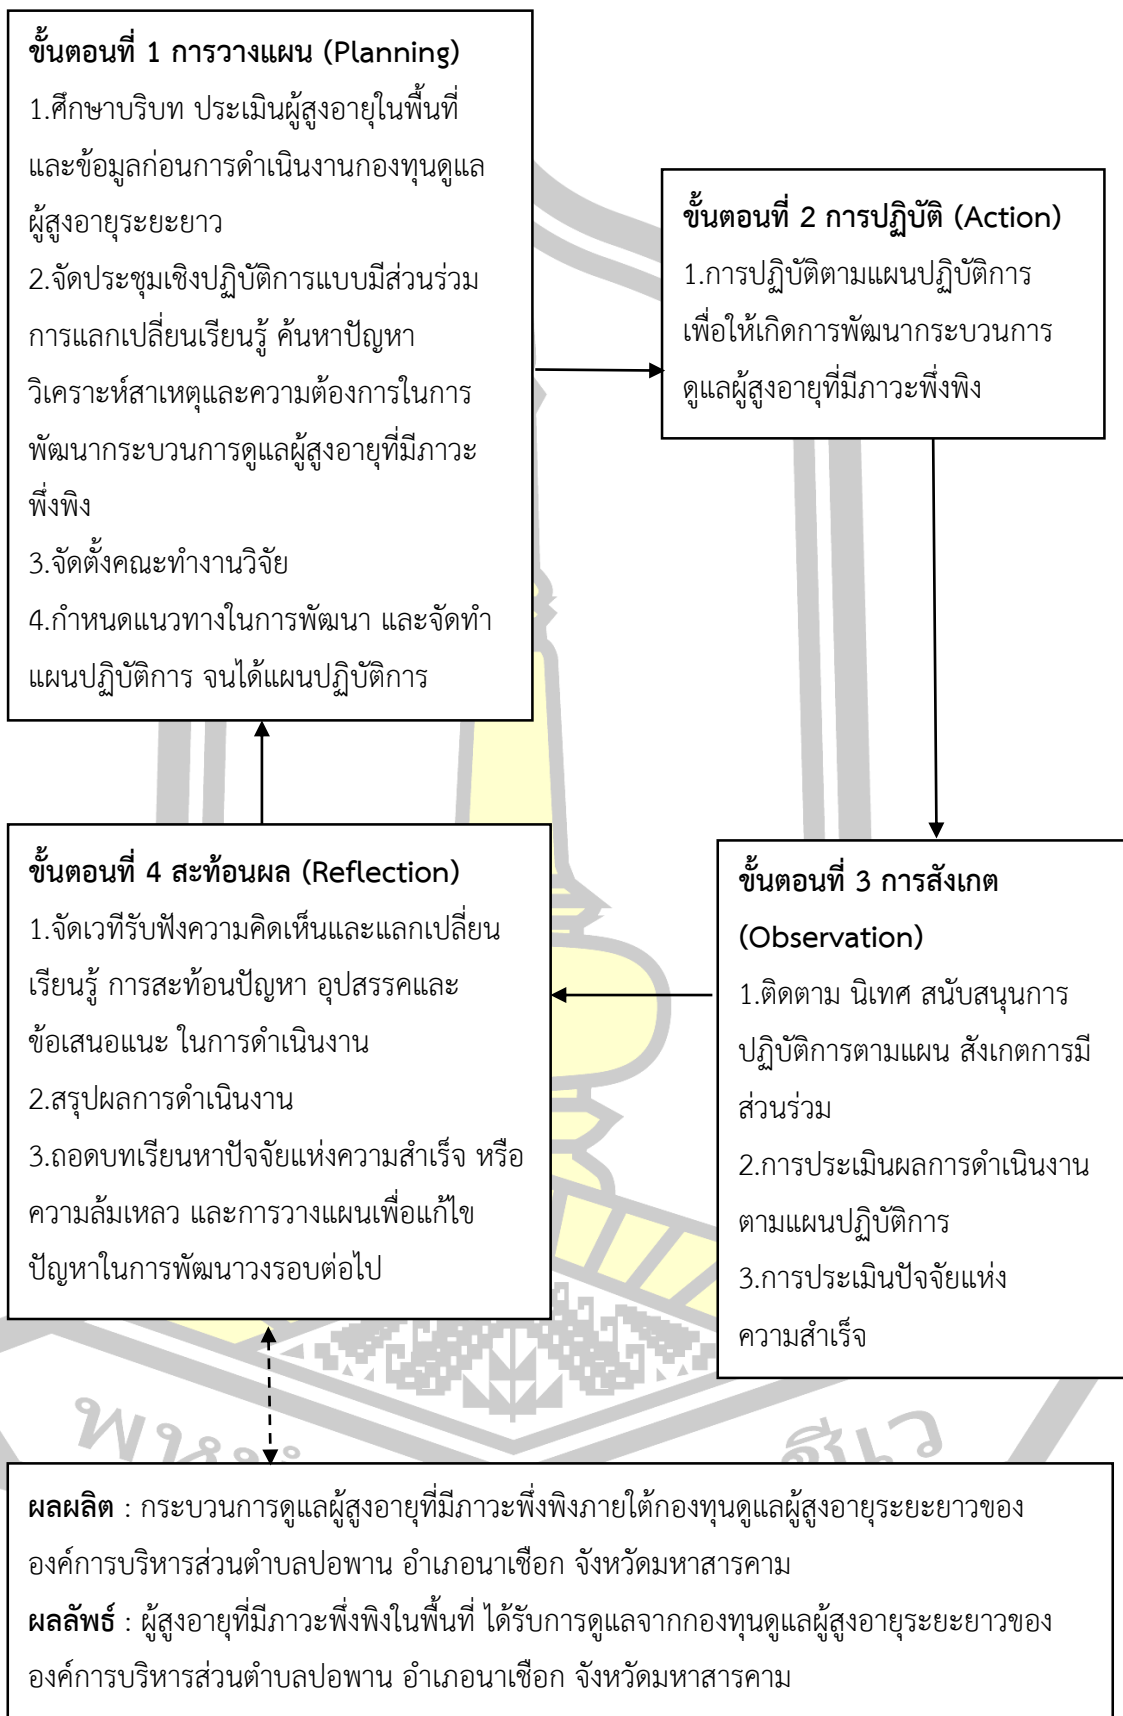 ขั้นตอนที่ 1 การวางแผน (Planning)
1.ศึกษาบริบท ประเมินผู้สูงอายุในพื้นที่
และข้อมูลก่อนการดำเนินงานกองทุนดูแล
ผู้สูงอายุระยะยาว
2.จัดประชุมเชิงปฏิบัติการแบบมีส่วนร่วม
การแลกเปลี่ยนเรียนรู้ ค้นหาปัญหา
วิเคราะห์สาเหตุและความต้องการในการ
พัฒนากระบวนการดูแลผู้สูงอายุที่มีภาวะ
พึ่งพิง
3.จัดตั้งคณะทำงานวิจัย
4.กำหนดแนวทางในการพัฒนา และจัดทำ
แผนปฏิบัติการ จนได้แผนปฏิบัติการ
ขั้นตอนที่ 2 การปฏิบัติ (Action)
1.การปฏิบัติตามแผนปฏิบัติการ
เพื่อให้เกิดการพัฒนากระบวนการ
ดูแลผู้สูงอายุที่มีภาวะพึ่งพิง
ขั้นตอนที่ 3 การสังเกต
(Observation)
1.ติดตาม นิเทศ สนับสนุนการ
ปฏิบัติการตามแผน สังเกตการมี
ส่วนร่วม
2.การประเมินผลการดำเนินงาน
ตามแผนปฏิบัติการ
3.การประเมินปัจจัยแห่ง
ความสำเร็จ
ขั้นตอนที่ 4 สะท้อนผล (Reflection)
1.จัดเวทีรับฟังความคิดเห็นและแลกเปลี่ยน
เรียนรู้ การสะท้อนปัญหา อุปสรรคและ
ข้อเสนอแนะ ในการดำเนินงาน
2.สรุปผลการดำเนินงาน
3.ถอดบทเรียนหาปัจจัยแห่งความสำเร็จ หรือ
ความล้มเหลว และการวางแผนเพื่อแก้ไข
ปัญหาในการพัฒนาวงรอบต่อไป
ชีเว
ผลผลิต : กระบวนการดูแลผู้สูงอายุที่มีภาวะพึ่งพิงภายใต้กองทุนดูแลผู้สูงอายุระยะยาวของ
องค์การบริหารส่วนตำบลปอพาน อำเภอนาเชือก จังหวัดมหาสารคาม
ผลลัพธ์ : ผู้สูงอายุที่มีภาวะพึ่งพิงในพื้นที่ ได้รับการดูแลจากกองทุนดูแลผู้สูงอายุระยะยาวของ
องค์การบริหารส่วนตำบลปอพาน อำเภอนาเชือก จังหวัดมหาสารคาม